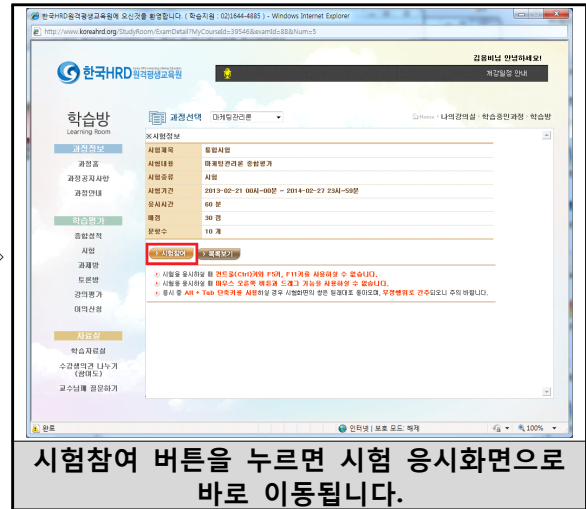 한국HRD원격평생교육원에 오신것을 환영합니다. ( 학습지원 : 02)1644-4885 ) - Windows Internet Explorer
http://www.koreahrd.org/StudyRoom/ExamDetail?MyCourseId=39546&examId=88&Num=5
김용비님 안녕하세요!
한국HRD원격평생교육원
개강일정 안내
학습방
Learning Room
과정선택 마케팅관리론
Home · 나의강의실 · 학습중인과정 · 학습방
※시험정보
과정정보
과정홈
과정공지사항
과정안내
학습평가
종합성적
시험
과제방
토론방
강의평가
이의신청
자료실
학습자료실
수강생의견 나누기
(참여도)
교수님께 질문하기
시험제목 통합시험
시험내용 마케팅관리론 중합평가
시험종류 시험
시험기간 2013-02-21 00시~00분 ~ 2014-02-27 23시~59분
응시시간 60 분
배점 30 점
문항수 10 개
시험참여 목록보기
시험을 응시하실 때 컨트롤(Ctrl)키와 F5키, F11키를 사용하실 수 없습니다.
시험을 응시하실 때 마우스 오른쪽 버튼과 드래그 기능을 사용하실 수 없습니다.
응시 중 Alt + Tab 단축키를 사용하실 경우 시험화면의 창은 원래대로 돌아오며, 부정행위로 간주되오니 주의 바랍니다.
완료
인터넷 | 보호 모드: 해제
100%
시험참여 버튼을 누르면 시험 응시화면으로
바로 이동됩니다.